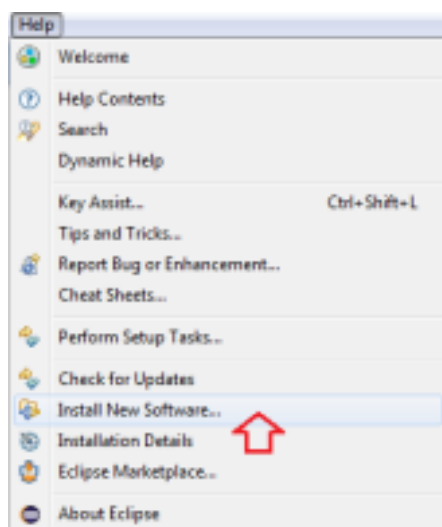 Help
Welcome
Help Contents
Search
Dynamic Help
Key Assist... Ctrl+Shift+L
Tips and Tricks...
Report Bug or Enhancement...
Cheat Sheets...
Perform Setup Tasks...
Check for Updates
Install New Software...
Installation Details
Eclipse Marketplace...
About Eclipse